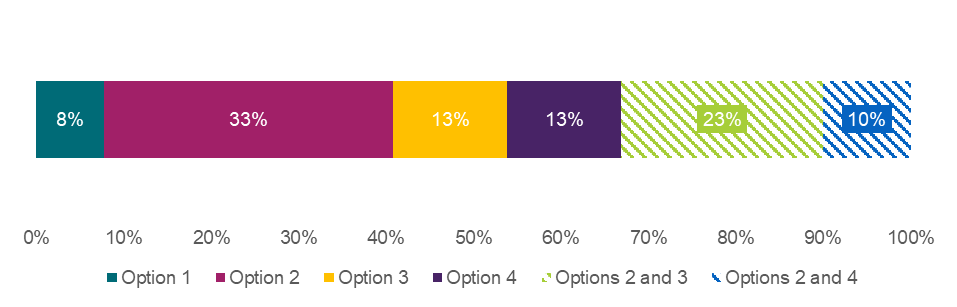 8% 33% 13% 13% 23% 10%
0% 10% 20% 30% 40% 50% 60% 70% 80% 90% 100%
Option 1 Option 2 Option 3 Option 4 Options 2 and 3 Options 2 and 4